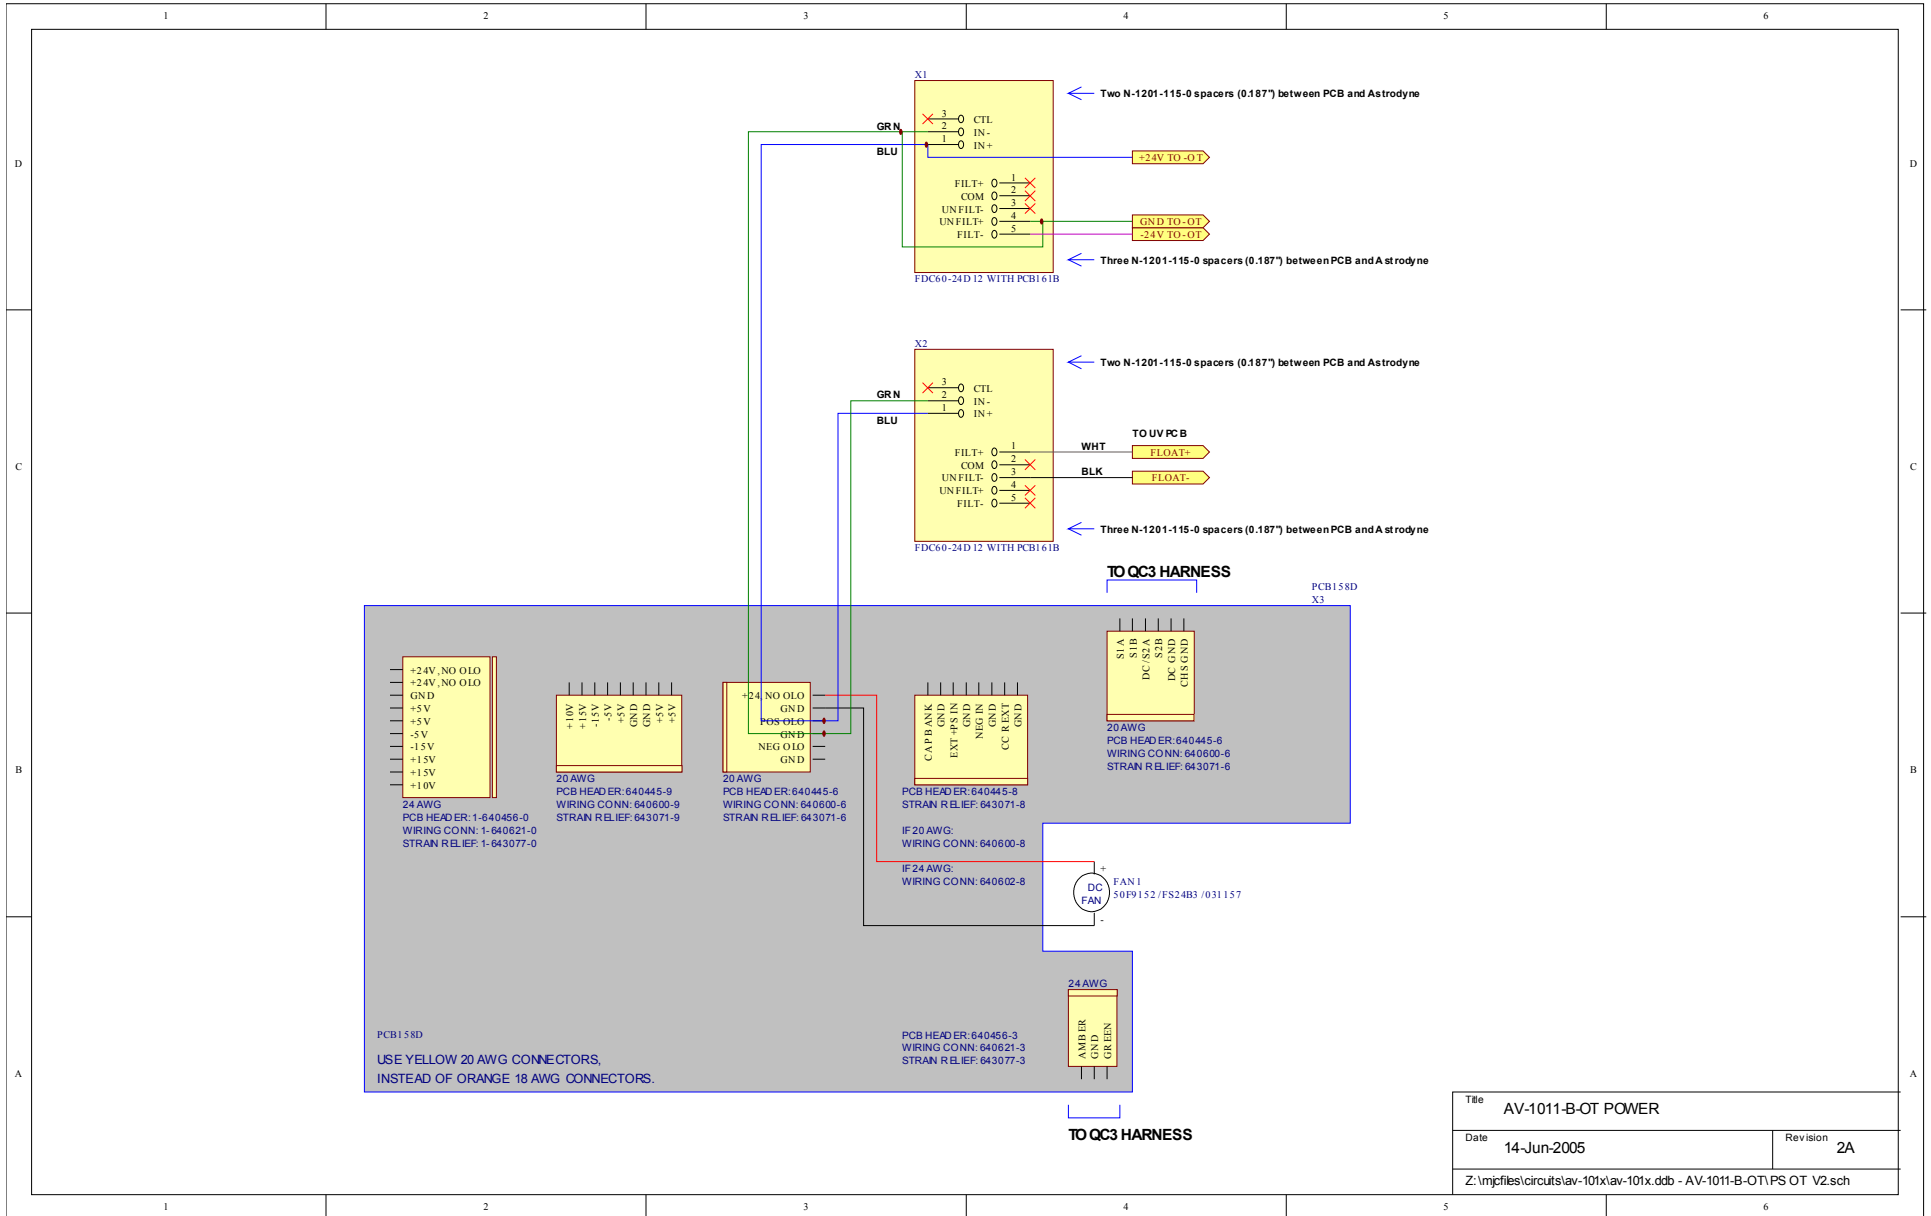 1 2 3 4 5 6
D
D
C
C
B
B
A
A
X1
Two N-1201-115-0 spacers (0.187") between PCB and Astrodyne
3 CTL
GRN 2 IN-
BLU 1 IN+
+24V TO -OT
FILT+ 1
COM 2
UNFILT- 3
UNFILT+ 4
FILT- 5
GND TO-OT
-24V TO-OT
Three N-1201-115-0 spacers (0.187") between PCB and Astrodyne
FDC60-24D12 WITH PCB161B
X2
Two N-1201-115-0 spacers (0.187") between PCB and Astrodyne
3 CTL
GRN 2 IN-
BLU 1 IN+
TO UV PCB
FILT+ 1 WHT FLOAT+
COM 2
UNFILT- 3 BLK FLOAT-
UNFILT+ 4
FILT- 5
Three N-1201-115-0 spacers (0.187") between PCB and Astrodyne
FDC60-24D12 WITH PCB161B
TO QC3 HARNESS
PCB158D
X3
S1A
S1B
DC/S2A
S2B
DC GND
CHS GND
20 AWG
PCB HEADER: 640445-6
WIRING CONN: 640600-6
STRAIN RELIEF: 643071-6
+24V, NO OLO
+24V, NO OLO
GND
+5V
+5V
-5V
-15V
+15V
+15V
+10V
24 AWG
PCB HEADER: 1-640456-0
WIRING CONN: 1-640621-0
STRAIN RELIEF: 1-643077-0
+10V
+15V
-15V
-5V
+5V
GND
GND
+5V
+5V
20 AWG
PCB HEADER: 640445-9
WIRING CONN: 640600-9
STRAIN RELIEF: 643071-9
+24, NO OLO
GND
POS OLO
GND
NEG OLO
GND
20 AWG
PCB HEADER: 640445-6
WIRING CONN: 640600-6
STRAIN RELIEF: 643071-6
CAP BANK
GND
EXT +PS IN
GND
NEG IN
GND
CC R EXT
GND
PCB HEADER: 640445-8
STRAIN RELIEF: 643071-8
IF 20 AWG:
WIRING CONN: 640600-8
IF 24 AWG:
WIRING CONN: 640602-8
+
DC
FAN
-
FAN1
50F9152 / FS24B3 / 031157
24 AWG
AMBER
GND
GREEN
PCB HEADER: 640456-3
WIRING CONN: 640621-3
STRAIN RELIEF: 643077-3
PCB158D
USE YELLOW 20 AWG CONNECTORS,
INSTEAD OF ORANGE 18 AWG CONNECTORS.
TO QC3 HARNESS
Title AV-1011-B-OT POWER
Date 14-Jun-2005
Revision 2A
Z:\mjcfiles\circuits\av-101x\av-101x.ddb - AV-1011-B-OT\PS OT V2.sch
1 2 3 4 5 6